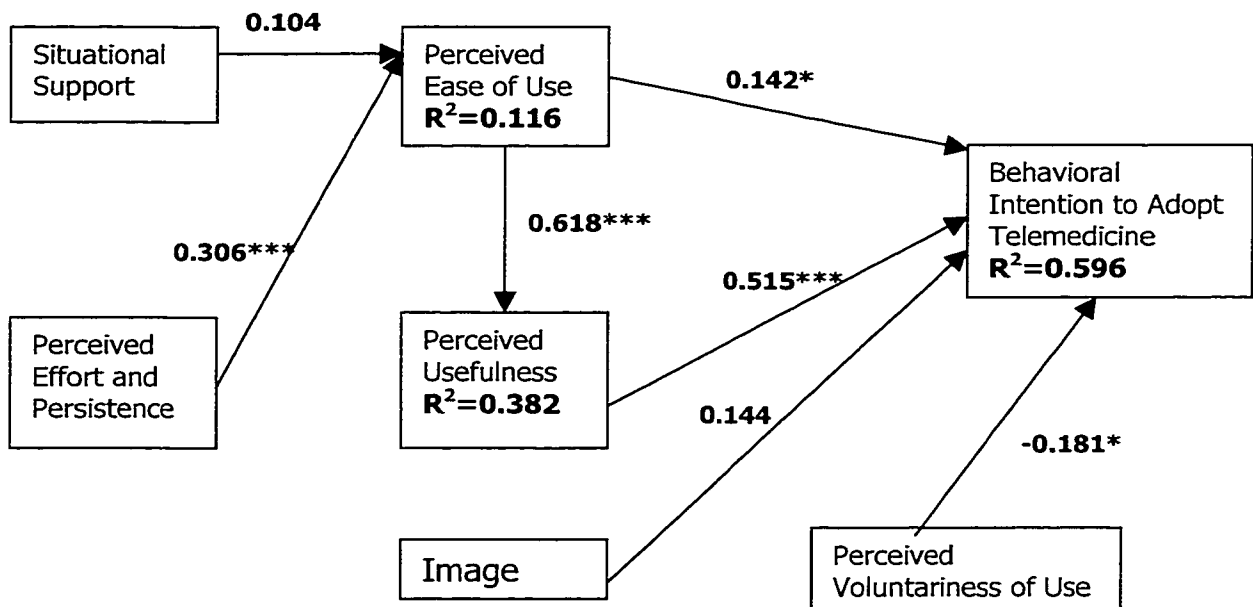 0.104
Situational
Support
Perceived
Ease of Use
R²=0.116
0.142*
Behavioral
Intention to Adopt
Telemedicine
R²=0.596
0.306***
0.618***
0.515***
Perceived
Effort and
Persistence
Perceived
Usefulness
R²=0.382
0.144
-0.181*
Image
Perceived
Voluntariness of Use